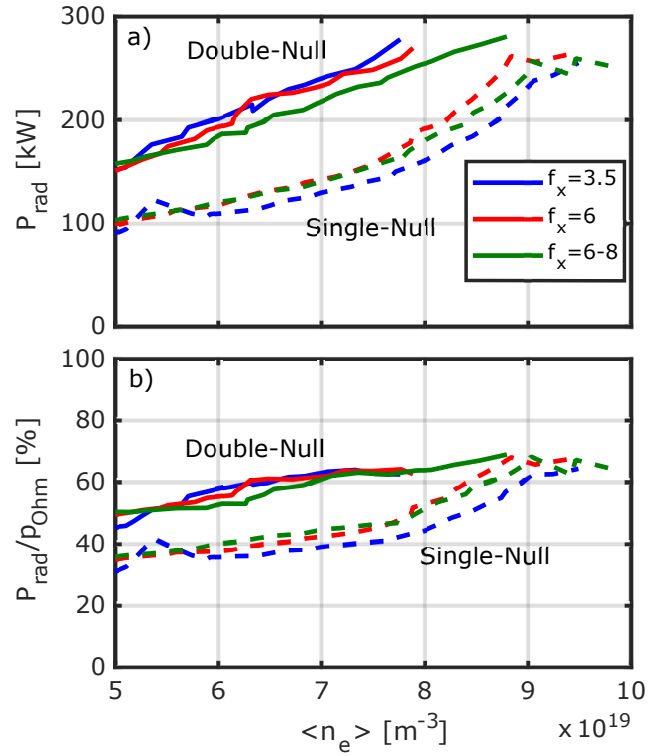 a)
Double-Null
300
200
100
0
P_rad [kW]
Single-Null
f_x=3.5
f_x=6
f_x=6-8
b)
Double-Null
100
80
60
40
20
0
P_rad/p_Ohm [%]
Single-Null
5 6 7 8 9 10
<n_e> [m^-3] x10^19